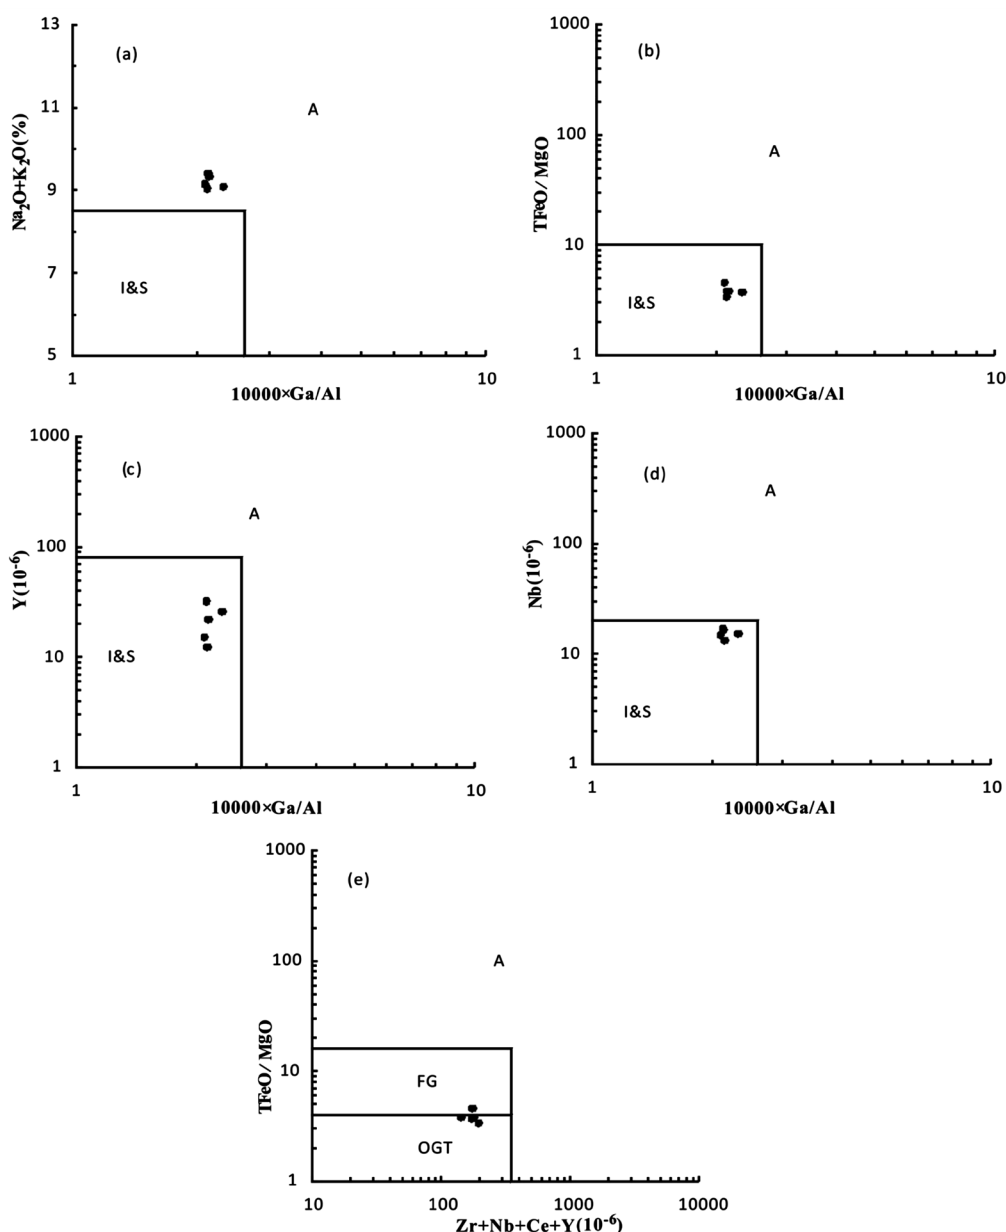 (a)
Na₂O+K₂O(%)
13
11
9
7
5
A
I&S
1
10
10000×Ga/Al
(b)
TFeO/MgO
1000
100
10
1
A
I&S
1
10
10000×Ga/Al
(c)
Y(10⁻⁶)
1000
100
10
1
A
I&S
1
10
10000×Ga/Al
(d)
Nb(10⁻⁶)
1000
100
10
1
A
I&S
1
10
10000×Ga/Al
(e)
TFeO/MgO
1000
100
10
1
A
FG
OGT
10
100
1000
10000
Zr+Nb+Ce+Y(10⁻⁶)